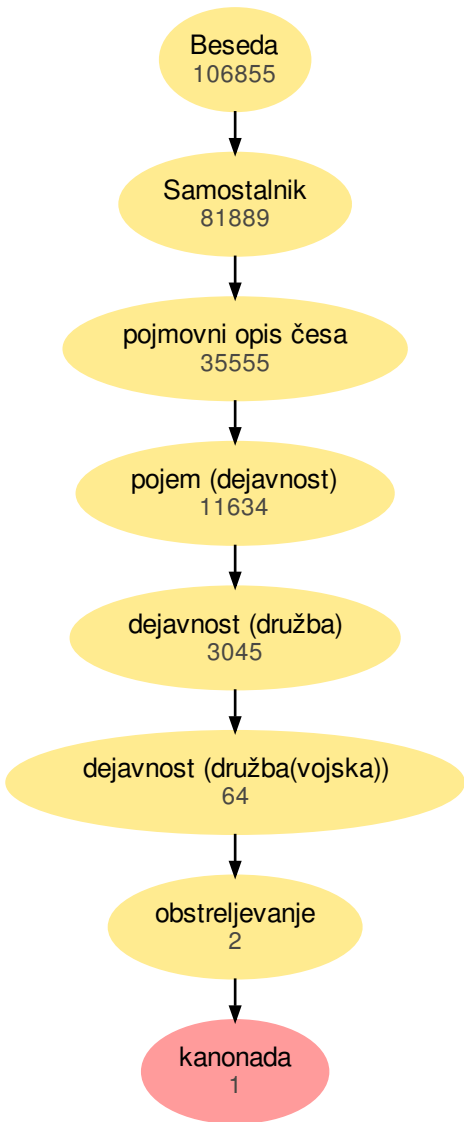 Beseda
106855
Samostalnik
81889
pojmovni opis česa
35555
pojem (dejavnost)
11634
dejavnost (družba)
3045
dejavnost (družba(vojska))
64
obstreljevanje
2
kanonada
1